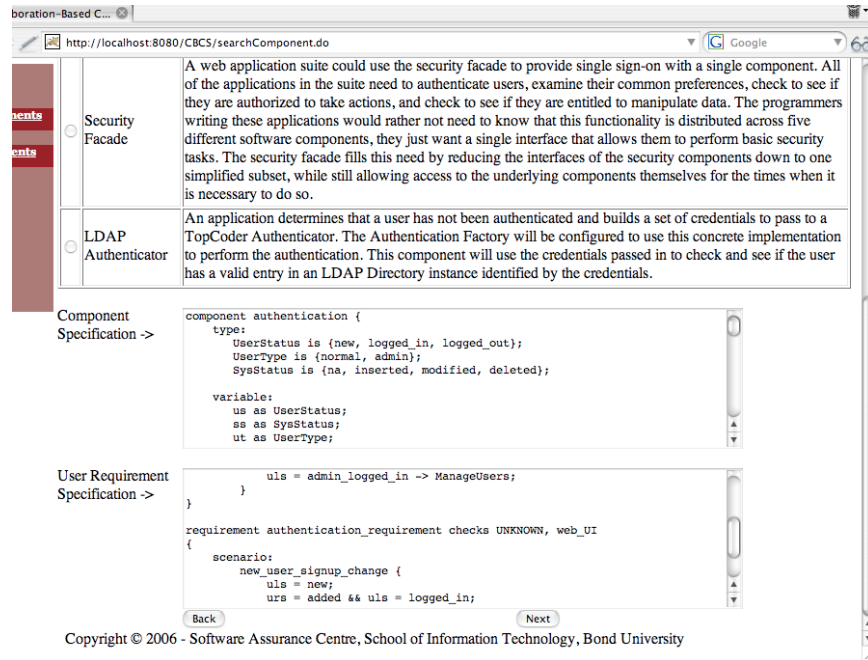 boration-Based C...
http://localhost:8080/CBCS/searchComponent.do
Google
nents
ents
Security
Facade
A web application suite could use the security facade to provide single sign-on with a single component. All
of the applications in the suite need to authenticate users, examine their common preferences, check to see if
they are authorized to take actions, and check to see if they are entitled to manipulate data. The programmers
writing these applications would rather not need to know that this functionality is distributed across five
different software components, they just want a single interface that allows them to perform basic security
tasks. The security facade fills this need by reducing the interfaces of the security components down to one
simplified subset, while still allowing access to the underlying components themselves for the times when it
is necessary to do so.
LDAP
Authenticator
An application determines that a user has not been authenticated and builds a set of credentials to pass to a
TopCoder Authenticator. The Authentication Factory will be configured to use this concrete implementation
to perform the authentication. This component will use the credentials passed in to check and see if the user
has a valid entry in an LDAP Directory instance identified by the credentials.
Component
Specification ->
component authentication {
type:
UserStatus is {new, logged_in, logged_out};
UserType is {normal, admin};
SysStatus is {na, inserted, modified, deleted};
variable:
us as UserStatus;
ss as SysStatus;
ut as UserType;
User Requirement
Specification ->
uls = admin_logged_in -> ManageUsers;
}
}
requirement authentication_requirement checks UNKNOWN, web_UI
{
scenario:
new_user_signup_change {
uls = new;
urs = added && uls = logged_in;
Back
Next
Copyright © 2006 - Software Assurance Centre, School of Information Technology, Bond University